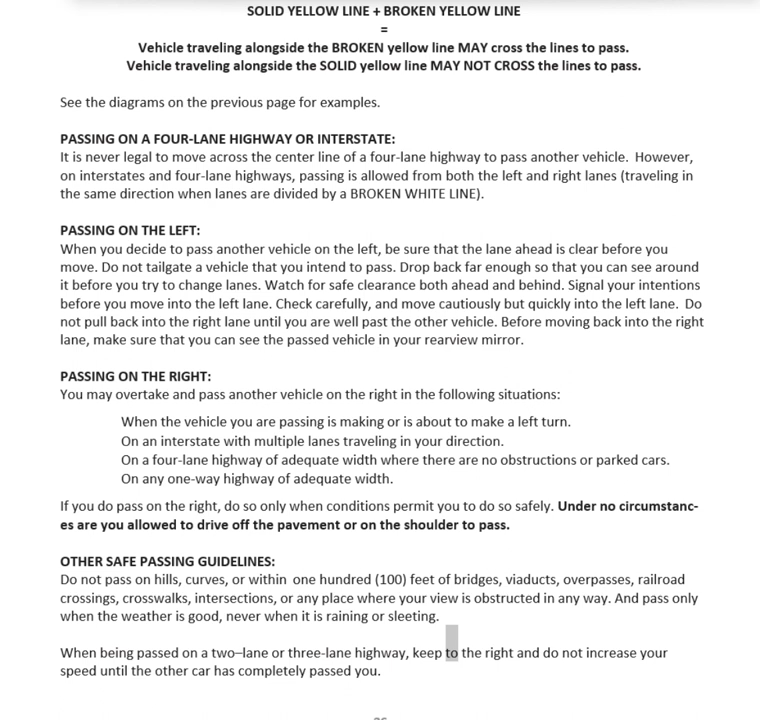 SOLID YELLOW LINE + BROKEN YELLOW LINE
=
Vehicle traveling alongside the BROKEN yellow line MAY cross the lines to pass.
Vehicle traveling alongside the SOLID yellow line MAY NOT CROSS the lines to pass.
See the diagrams on the previous page for examples.
PASSING ON A FOUR-LANE HIGHWAY OR INTERSTATE:
It is never legal to move across the center line of a four-lane highway to pass another vehicle.  However,
on interstates and four-lane highways, passing is allowed from both the left and right lanes (traveling in
the same direction when lanes are divided by a BROKEN WHITE LINE).
PASSING ON THE LEFT:
When you decide to pass another vehicle on the left, be sure that the lane ahead is clear before you
move. Do not tailgate a vehicle that you intend to pass. Drop back far enough so that you can see around
it before you try to change lanes. Watch for safe clearance both ahead and behind. Signal your intentions
before you move into the left lane. Check carefully, and move cautiously but quickly into the left lane.  Do
not pull back into the right lane until you are well past the other vehicle. Before moving back into the right
lane, make sure that you can see the passed vehicle in your rearview mirror.
PASSING ON THE RIGHT:
You may overtake and pass another vehicle on the right in the following situations:
When the vehicle you are passing is making or is about to make a left turn.
On an interstate with multiple lanes traveling in your direction.
On a four-lane highway of adequate width where there are no obstructions or parked cars.
On any one-way highway of adequate width.
If you do pass on the right, do so only when conditions permit you to do so safely. Under no circumstanc-
es are you allowed to drive off the pavement or on the shoulder to pass.
OTHER SAFE PASSING GUIDELINES:
Do not pass on hills, curves, or within  one hundred (100) feet of bridges, viaducts, overpasses, railroad
crossings, crosswalks, intersections, or any place where your view is obstructed in any way. And pass only
when the weather is good, never when it is raining or sleeting.
When being passed on a two–lane or three-lane highway, keep to the right and do not increase your
speed until the other car has completely passed you.